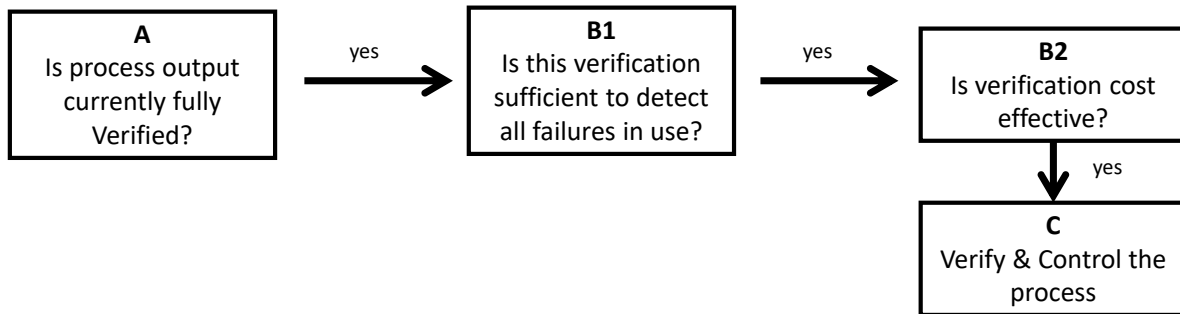 A
Is process output
currently fully
Verified?
yes
B1
Is this verification
sufficient to detect
all failures in use?
yes
B2
Is verification cost
effective?
yes
C
Verify & Control the
process